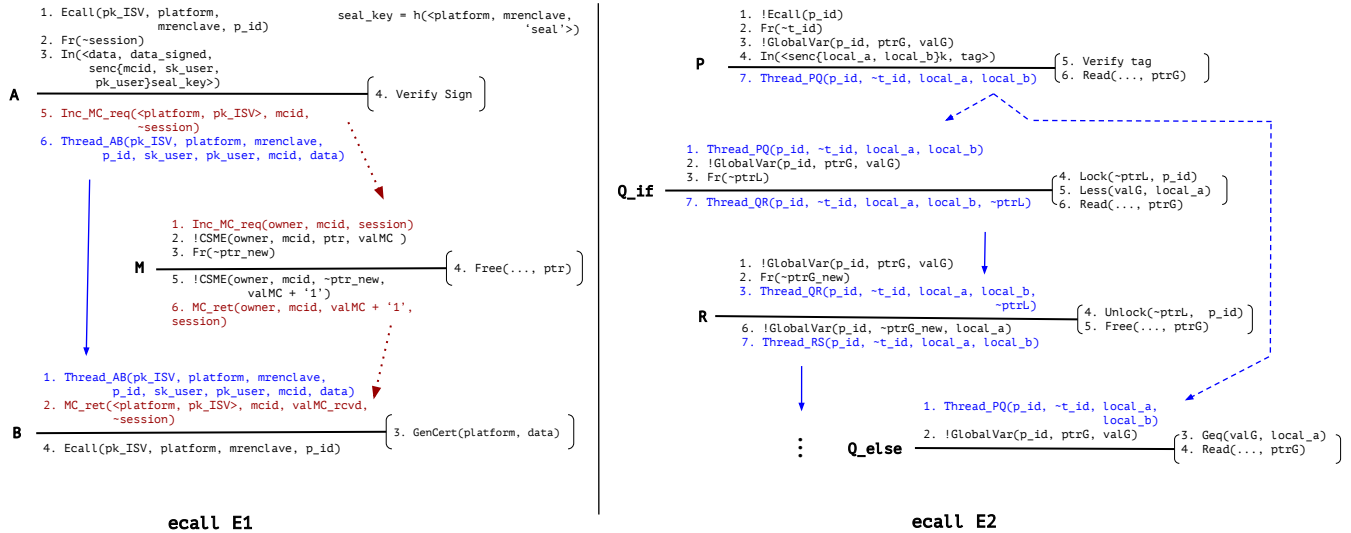 1. Ecall(pk_ISV, platform,
mrenclave, p_id)
2. Fr(~session)
3. In(<data, data_signed,
senc{mcid, sk_user,
pk_user}seal_key>)
seal_key = h(<platform, mrenclave,
‘seal’>)
A
4. Verify Sign
5. Inc_MC_req(<platform, pk_ISV>, mcid,
~session)
6. Thread_AB(pk_ISV, platform, mrenclave,
p_id, sk_user, pk_user, mcid, data)
1. Inc_MC_req(owner, mcid, session)
2. !CSME(owner, mcid, ptr, valMC )
3. Fr(~ptr_new)
M
4. Free(..., ptr)
5. !CSME(owner, mcid, ~ptr_new,
valMC + ‘1’)
6. MC_ret(owner, mcid, valMC + ‘1’,
session)
1. Thread_AB(pk_ISV, platform, mrenclave,
p_id, sk_user, pk_user, mcid, data)
2. MC_ret(<platform, pk_ISV>, mcid, valMC_rcvd,
~session)
B
3. GenCert(platform, data)
4. Ecall(pk_ISV, platform, mrenclave, p_id)
ecall E1
1. !Ecall(p_id)
2. Fr(~t_id)
3. !GlobalVar(p_id, ptrG, valG)
4. In(<senc{local_a, local_b}k, tag>)
P
5. Verify tag
6. Read(..., ptrG)
7. Thread_PQ(p_id, ~t_id, local_a, local_b)
1. Thread_PQ(p_id, ~t_id, local_a, local_b)
2. !GlobalVar(p_id, ptrG, valG)
3. Fr(~ptrL)
Q_if
4. Lock(~ptrL, p_id)
5. Less(valG, local_a)
6. Read(..., ptrG)
7. Thread_QR(p_id, ~t_id, local_a, local_b, ~ptrL)
1. !GlobalVar(p_id, ptrG, valG)
2. Fr(~ptrG_new)
3. Thread_QR(p_id, ~t_id, local_a, local_b,
~ptrL)
R
4. Unlock(~ptrL, p_id)
5. Free(..., ptrG)
6. !GlobalVar(p_id, ~ptrG_new, local_a)
7. Thread_RS(p_id, ~t_id, local_a, local_b)
1. Thread_PQ(p_id, ~t_id, local_a,
local_b)
2. !GlobalVar(p_id, ptrG, valG)
Q_else
3. Geq(valG, local_a)
4. Read(..., ptrG)
ecall E2